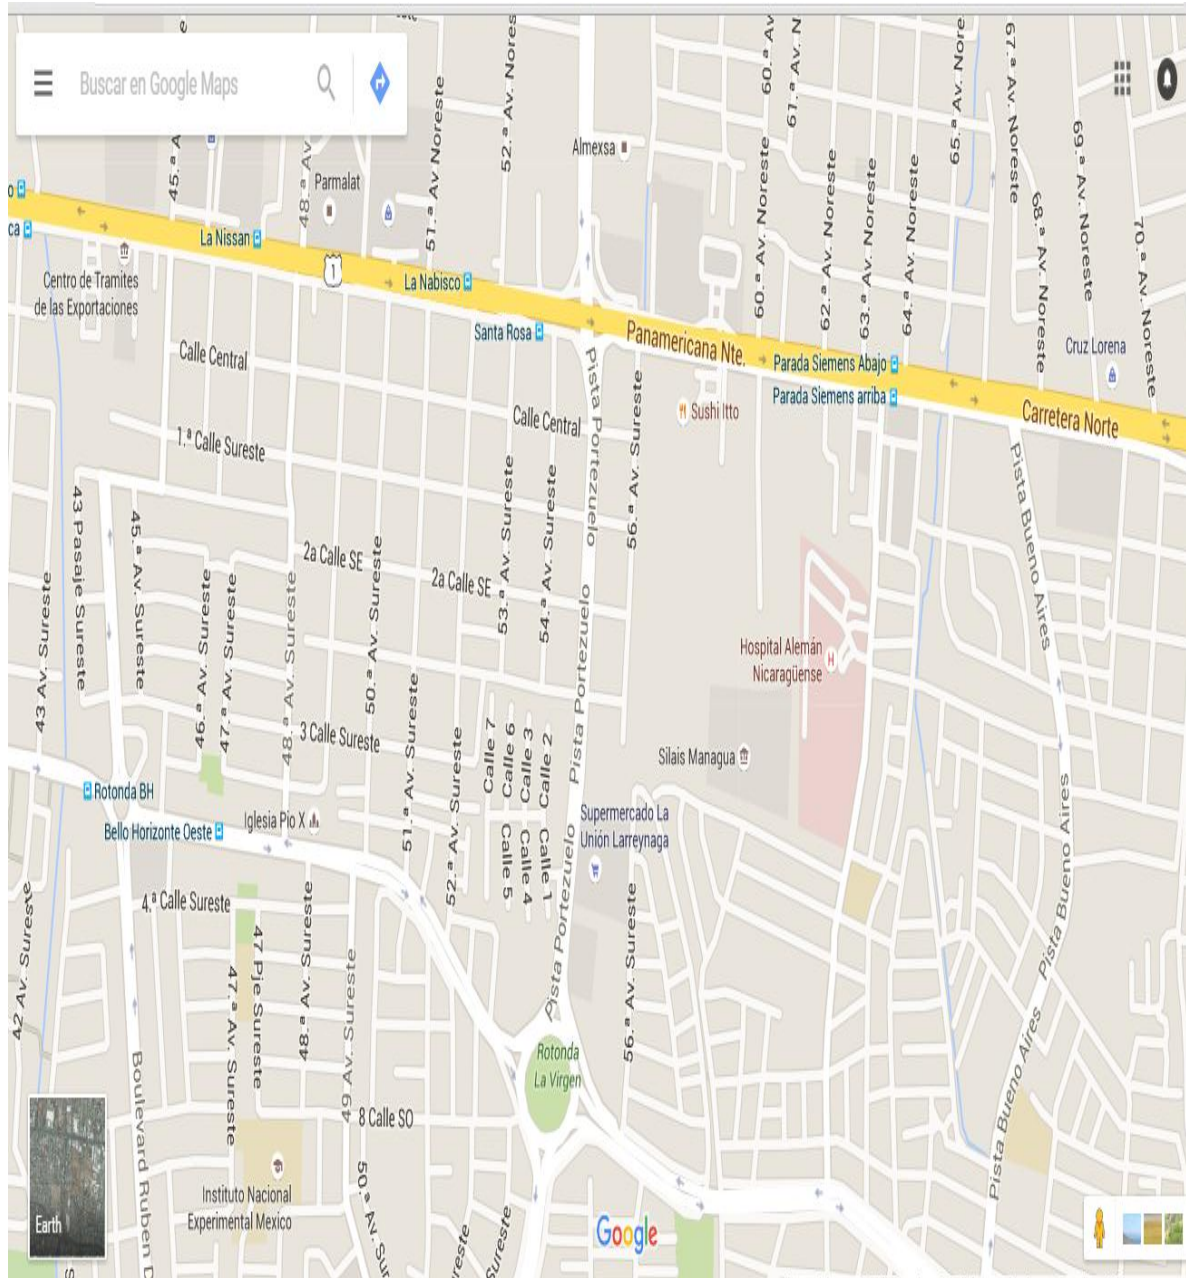 Buscar en Google Maps
45.ª A
48.ª Av
51.ª Av Noreste
52.ª Av. Nores
60.ª Av
61.ª Av. N
65.ª Av. Nore
67.ª Av. Noreste
69.ª Av. Noreste
Almexsa
Parmalat
60.ª Av. Noreste
62.ª Av. Noreste
63.ª Av. Noreste
64.ª Av. Noreste
68.ª Av. Noreste
70.ª Av. Noreste
o
ca
La Nissan
1
Centro de Tramites
de las Exportaciones
La Nabisco
Santa Rosa
Panamericana Nte.
Parada Siemens Abajo
Parada Siemens arriba
Cruz Lorena
Carretera Norte
Calle Central
Calle Central
Sushi Itto
1.ª Calle Sureste
Pista Portezuelo
56.ª Av. Sureste
Pista Bueno Aires
43 Pasaje Sureste
45.ª Av. Sureste
53.ª Av. Sureste
54.ª Av. Sureste
2a Calle SE
2a Calle SE
43 Av. Sureste
46.ª Av. Sureste
47.ª Av. Sureste
48.ª Av. Sureste
50.ª Av. Sureste
51.ª Av. Sureste
52.ª Av. Sureste
Pista Portezuelo
Hospital Alemán
Nicaragüense
3 Calle Sureste
Calle 7
Calle 6
Calle 3
Calle 2
Silais Managua
Rotonda BH
Bello Horizonte Oeste
Iglesia Pio X
Calle 5
Calle 4
Calle 1
Supermercado La
Unión Larreynaga
Pista Bueno Aires
4.ª Calle Sureste
42 Av. Sureste
47 Pje Sureste
47.ª Av. Sureste
48.ª Av. Sureste
49 Av. Sureste
Pista Portezuelo
56.ª Av. Sureste
Rotonda
La Virgen
Pista Bueno Aires
Boulevard Ruben D
8 Calle SO
50.ª Av. Sur
reste
Sureste
Instituto Nacional
Experimental Mexico
Earth
Google